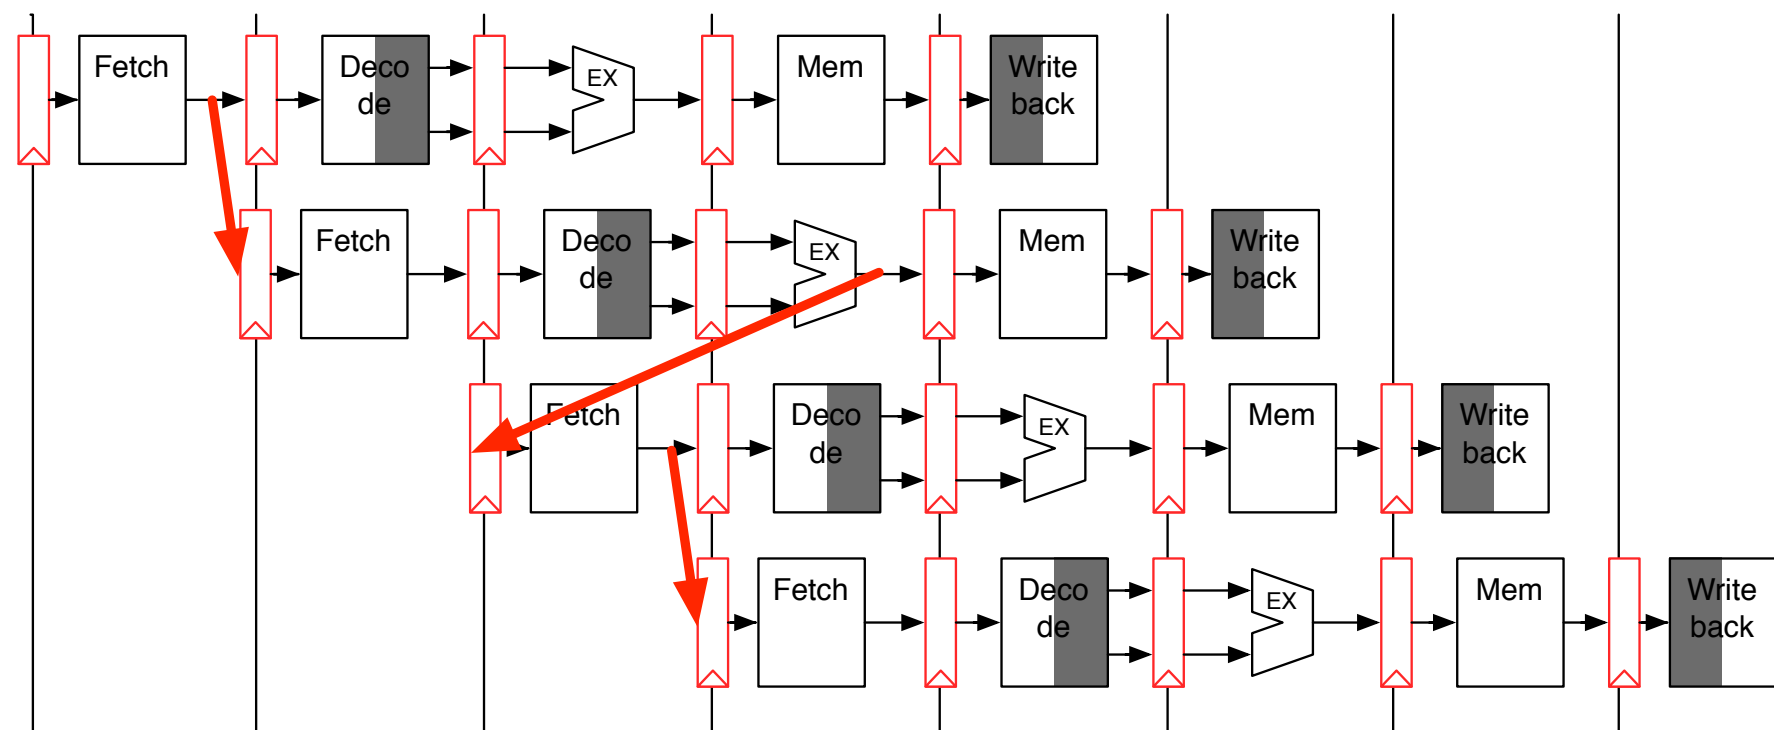 Fetch
Deco
de
EX
Mem
Write
back
Fetch
Deco
de
EX
Mem
Write
back
Fetch
Deco
de
EX
Mem
Write
back
Fetch
Deco
de
EX
Mem
Write
back